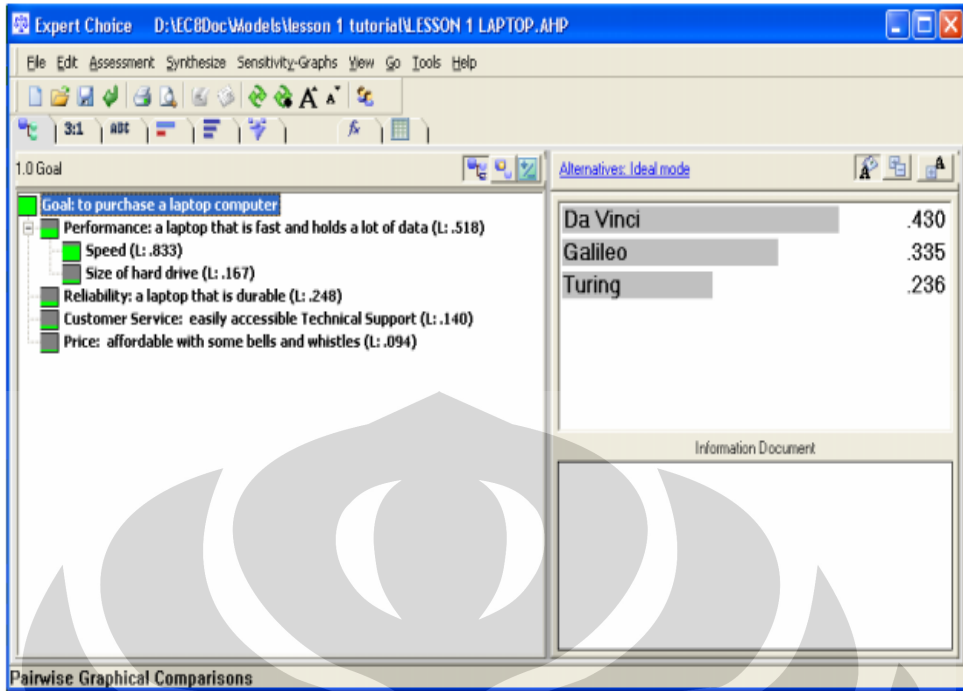 Expert Choice D:\EC8Doc\Models\lesson 1 tutorial\LESSON 1 LAPTOP.AHP
File Edit Assessment Synthesize Sensitivity-Graphs View Go Tools Help
3:1 ABC fx
1.0 Goal
Goal: to purchase a laptop computer
Performance: a laptop that is fast and holds a lot of data (L: .518)
Speed (L: .833)
Size of hard drive (L: .167)
Reliability: a laptop that is durable (L: .248)
Customer Service: easily accessible Technical Support (L: .140)
Price: affordable with some bells and whistles (L: .094)
Alternatives: Ideal mode
Da Vinci .430
Galileo .335
Turing .236
Information Document
Pairwise Graphical Comparisons